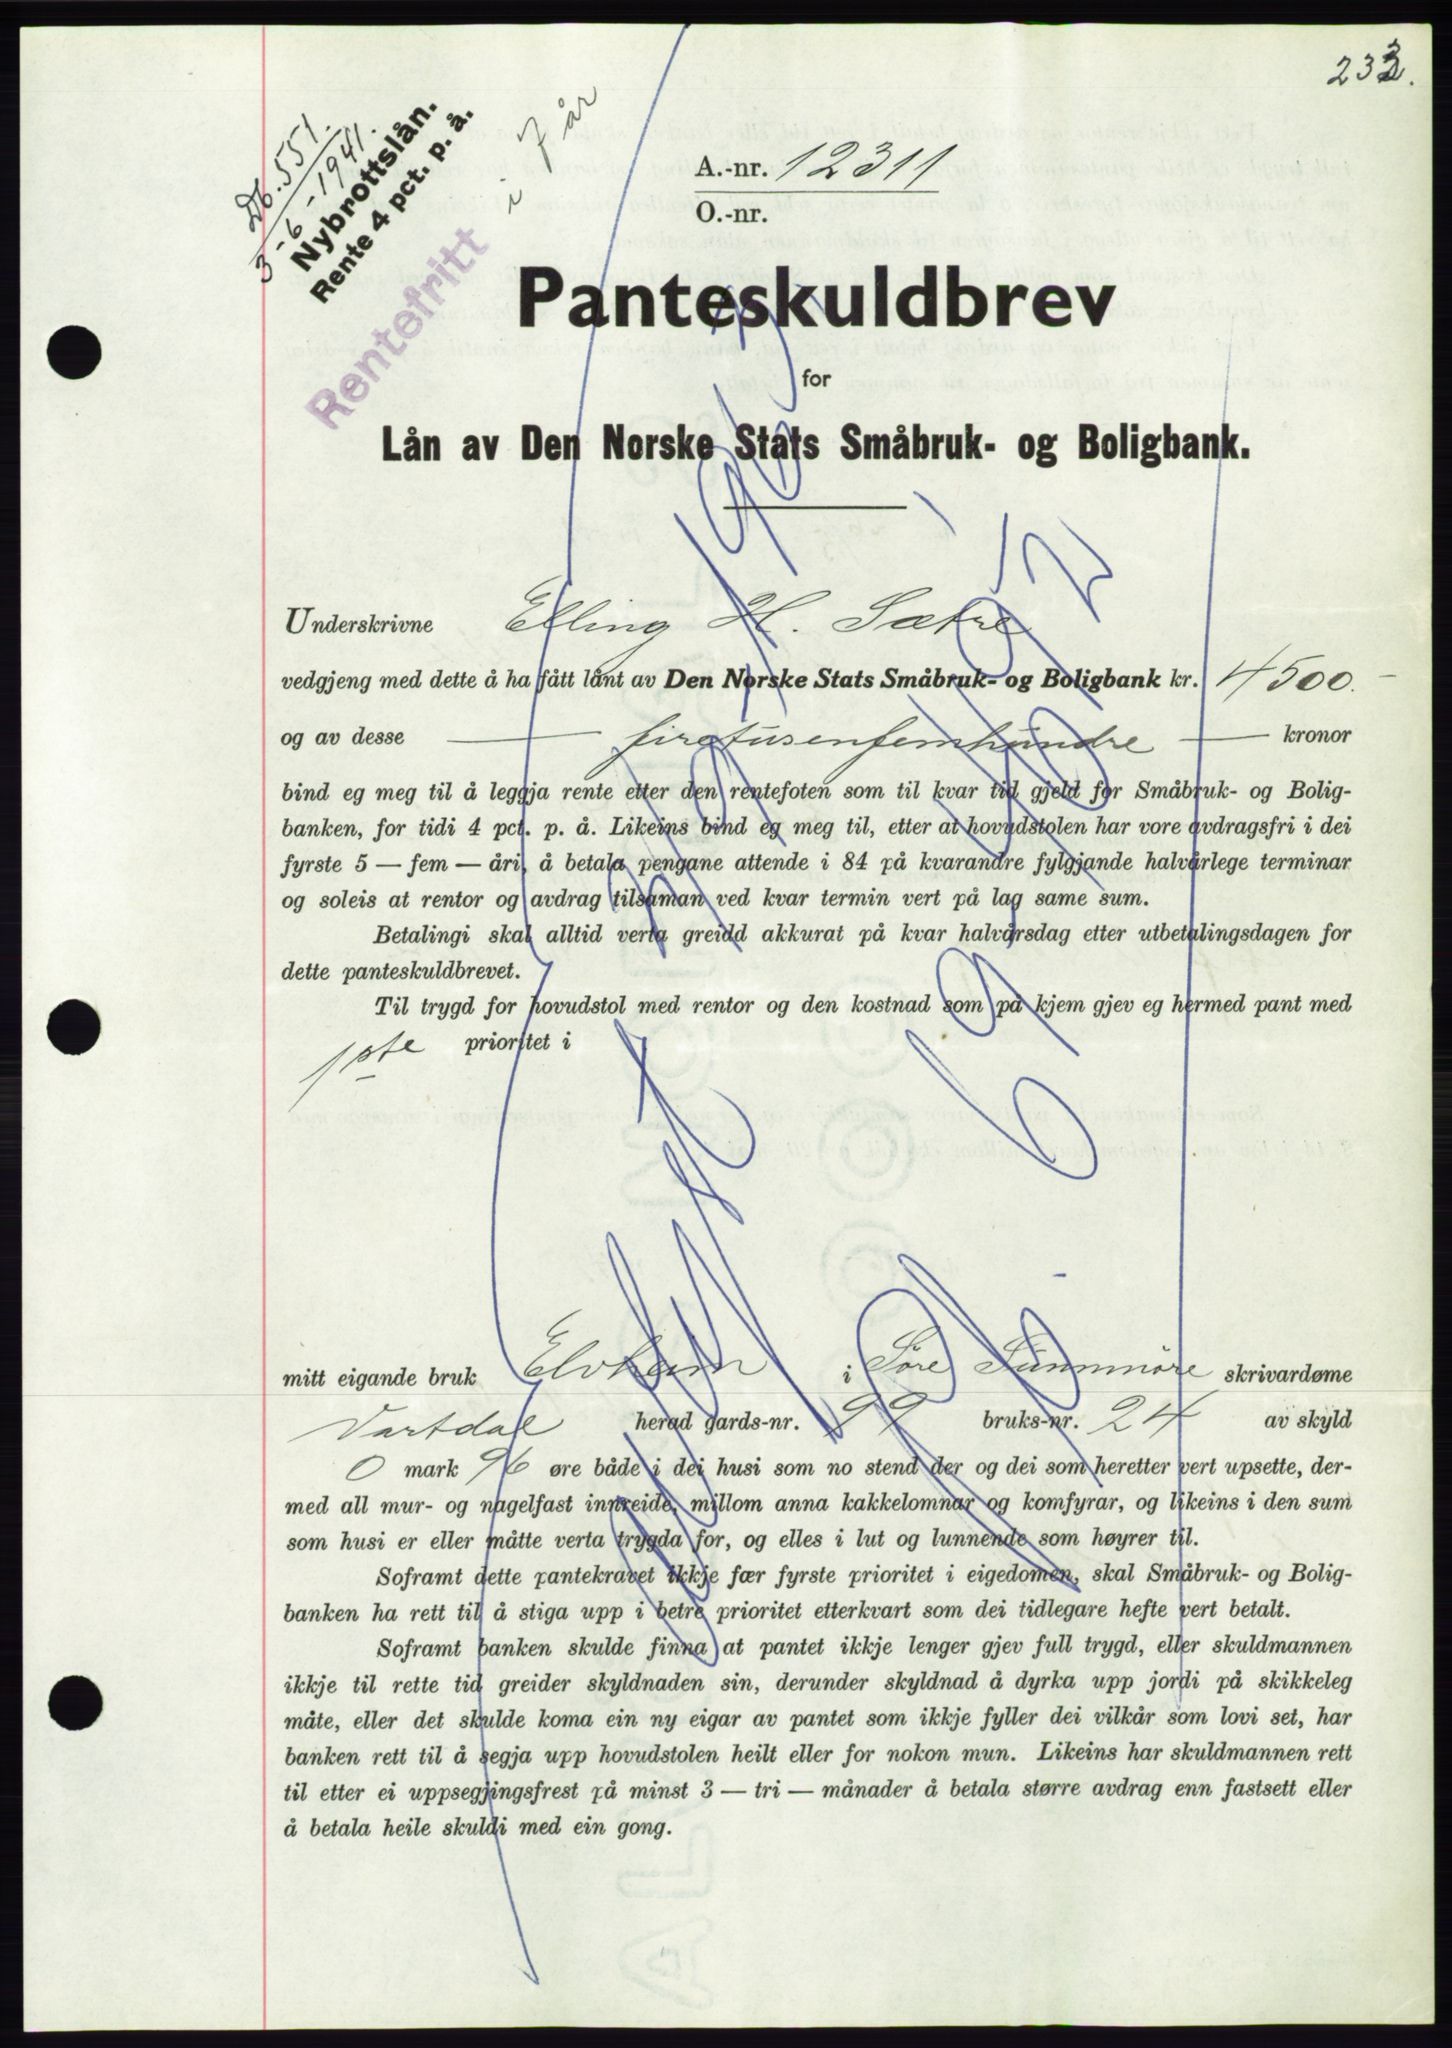 233.
Db. 551.
3-6-1941.
Nybrottslån.
Rente 4 pct. p. å.
Rentefritt
i 7 år
A.-nr. 12311
O.-nr.
Panteskuldbrev
for
Lån av Den Norske Stats Småbruk- og Boligbank.
Underskrivne Elling H. Sætre
vedgjeng med dette å ha fått lånt av Den Norske Stats Småbruk- og Boligbank kr. 4500.-
og av desse — firetusenfemhundre — kronor
bind eg meg til å leggja rente etter den rentefoten som til kvar tid gjeld for Småbruk- og Bolig-
banken, for tidi 4 pct. p. å. Likeins bind eg meg til, etter at hovudstolen har vore avdragsfri i dei
fyrste 5 — fem — åri, å betala pengane attende i 84 på kvarandre fylgjande halvårlege terminar
og soleis at rentor og avdrag tilsaman ved kvar termin vert på lag same sum.
Betalingi skal alltid verta greidd akkurat på kvar halvårsdag etter utbetalingsdagen for
dette panteskuldbrevet.
Til trygd for hovudstol med rentor og den kostnad som på kjem gjev eg hermed pant med
1ste prioritet i
mitt eigande bruk Elvheim i Søre Sunnmöre skrivardøme
Vartdal herad gards-nr. 99 bruks-nr. 24 av skyld
0 mark 96 øre både i dei husi som no stend der og dei som heretter vert upsette, der-
med all mur- og nagelfast innreide, millom anna kakkelomnar og komfyrar, og likeins i den sum
som husi er eller måtte verta trygda for, og elles i lut og lunnende som høyrer til.
Soframt dette pantekravet ikkje fær fyrste prioritet i eigedomen, skal Småbruk- og Bolig-
banken ha rett til å stiga upp i betre prioritet etterkvart som dei tidlegare hefte vert betalt.
Soframt banken skulde finna at pantet ikkje lenger gjev full trygd, eller skuldmannen
ikkje til rette tid greider skyldnaden sin, derunder skyldnad å dyrka upp jordi på skikkeleg
måte, eller det skulde koma ein ny eigar av pantet som ikkje fyller dei vilkår som lovi set, har
banken rett til å segja upp hovudstolen heilt eller for nokon mun. Likeins har skuldmannen rett
til etter ei uppsegjingsfrest på minst 3 — tri — månader å betala større avdrag enn fastsett eller
å betala heile skuldi med ein gong.